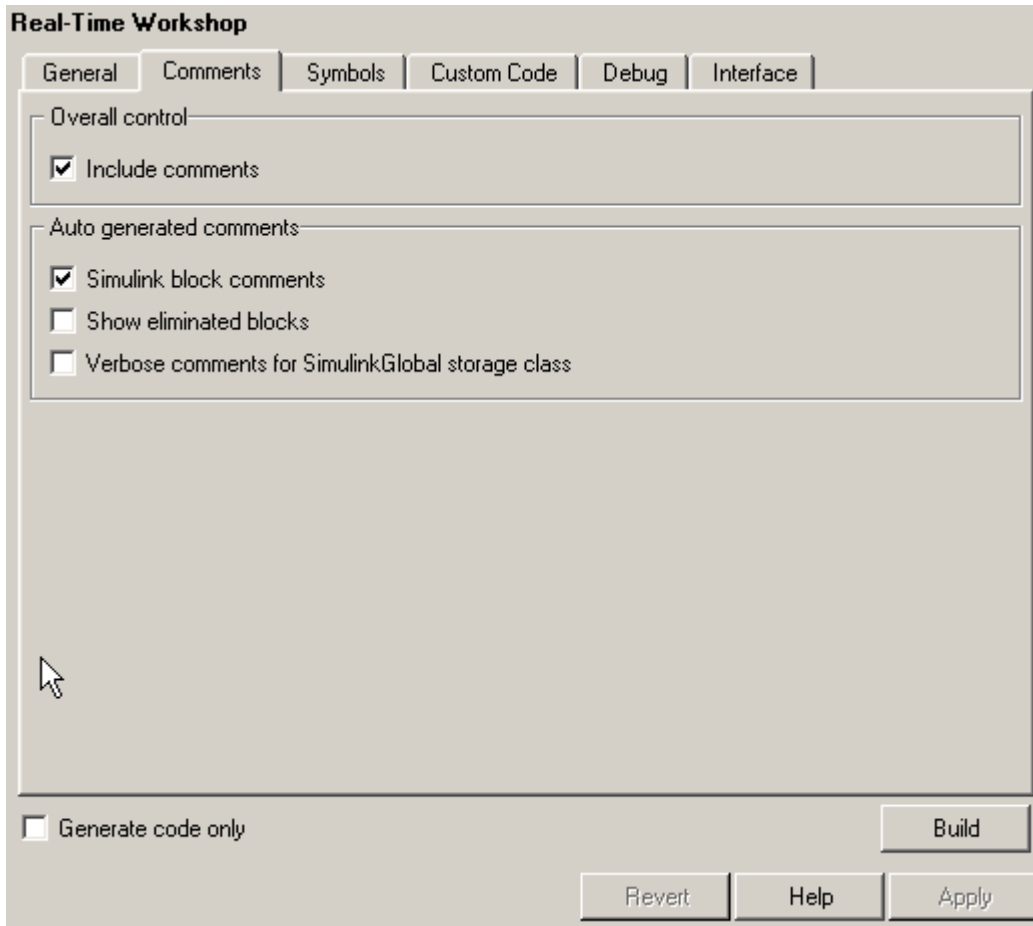 Real-Time Workshop
General Comments Symbols Custom Code Debug Interface
Overall control
Include comments
Auto generated comments
Simulink block comments
Show eliminated blocks
Verbose comments for SimulinkGlobal storage class
Generate code only Build
Revert Help Apply